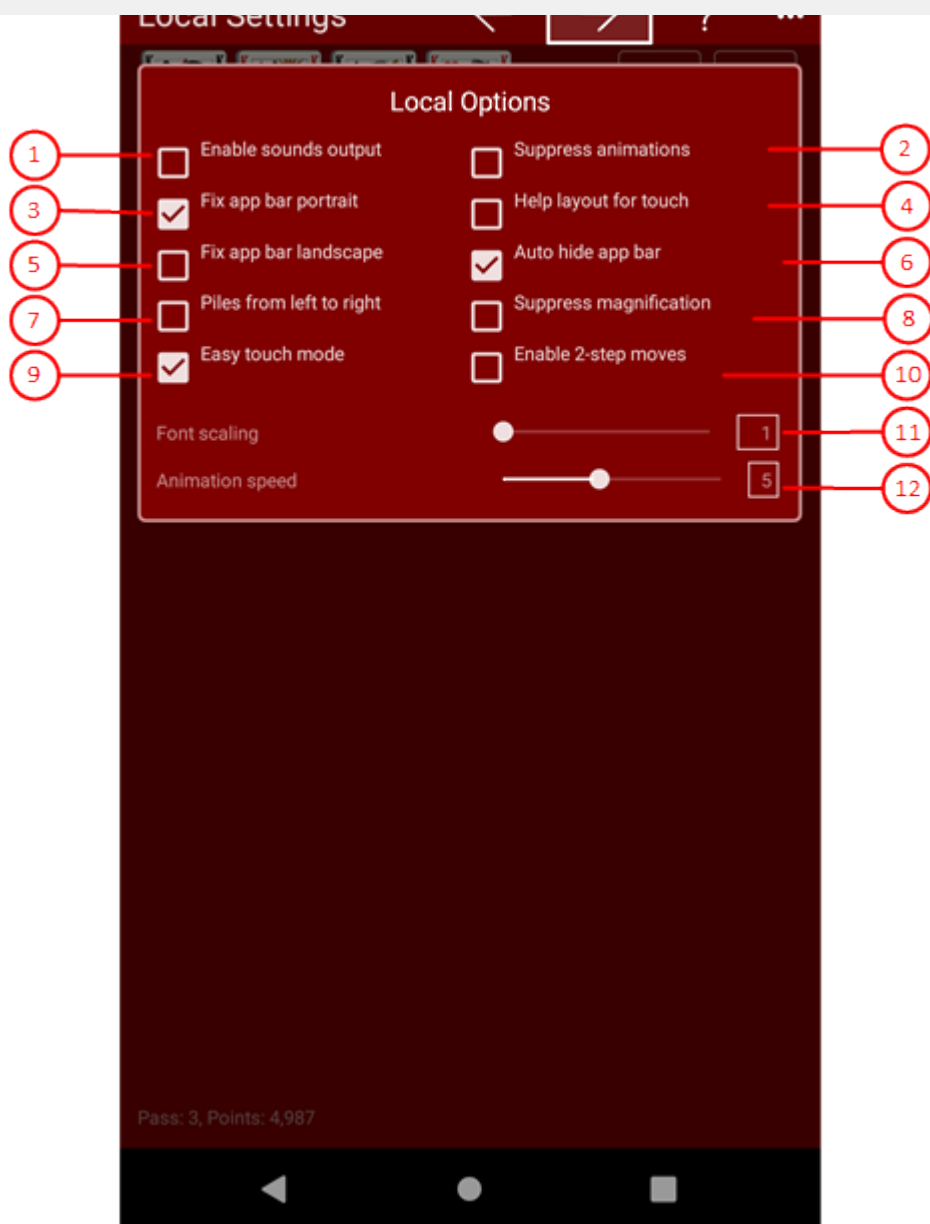 Local Settings ?
K K K K K K K K
Local Options
1 Enable sounds output Suppress animations 2
3 Fix app bar portrait Help layout for touch 4
5 Fix app bar landscape Auto hide app bar 6
7 Piles from left to right Suppress magnification 8
9 Easy touch mode Enable 2-step moves 10
Font scaling 1 11
Animation speed 5 12
Pass: 3, Points: 4,987